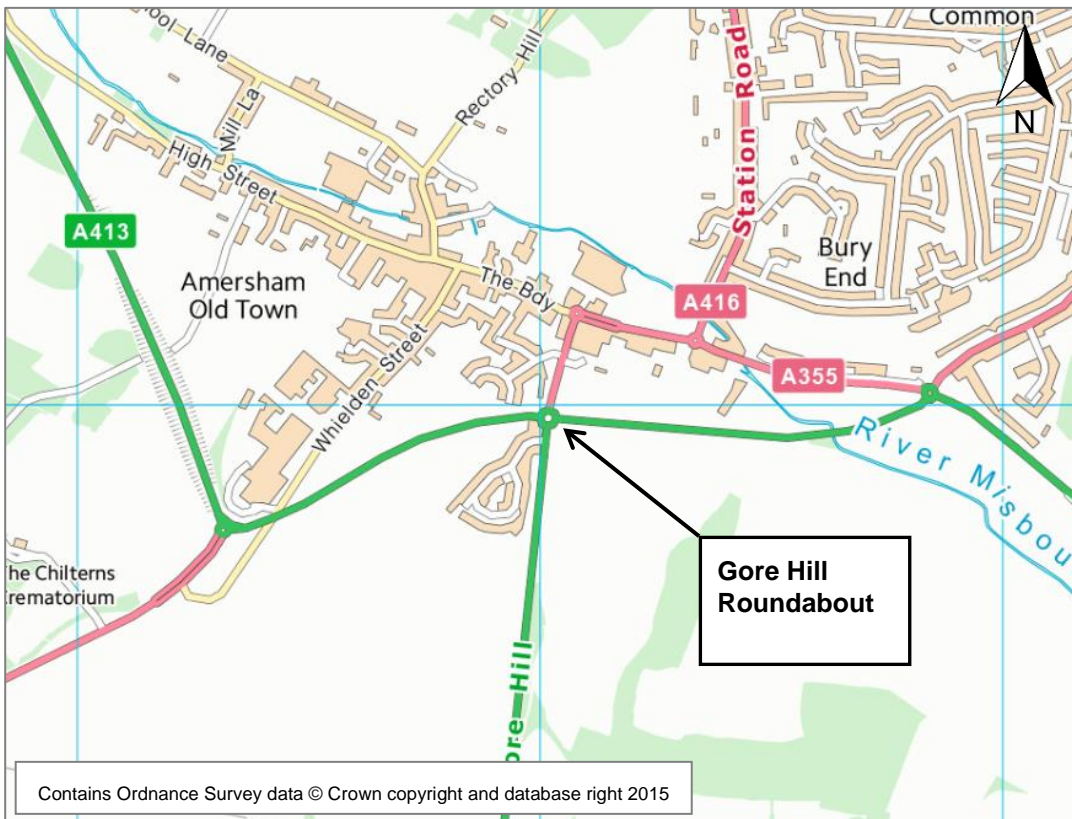 Common
ool Lane
Rectory Hill
Station Road
N
Mill La
High Street
A413
Bury
End
Amersham
Old Town
The Bdy
A416
A355
Whielden Street
River Misbou
Gore Hill
Roundabout
he Chilterns
rematorium
ore Hill
Contains Ordnance Survey data © Crown copyright and database right 2015